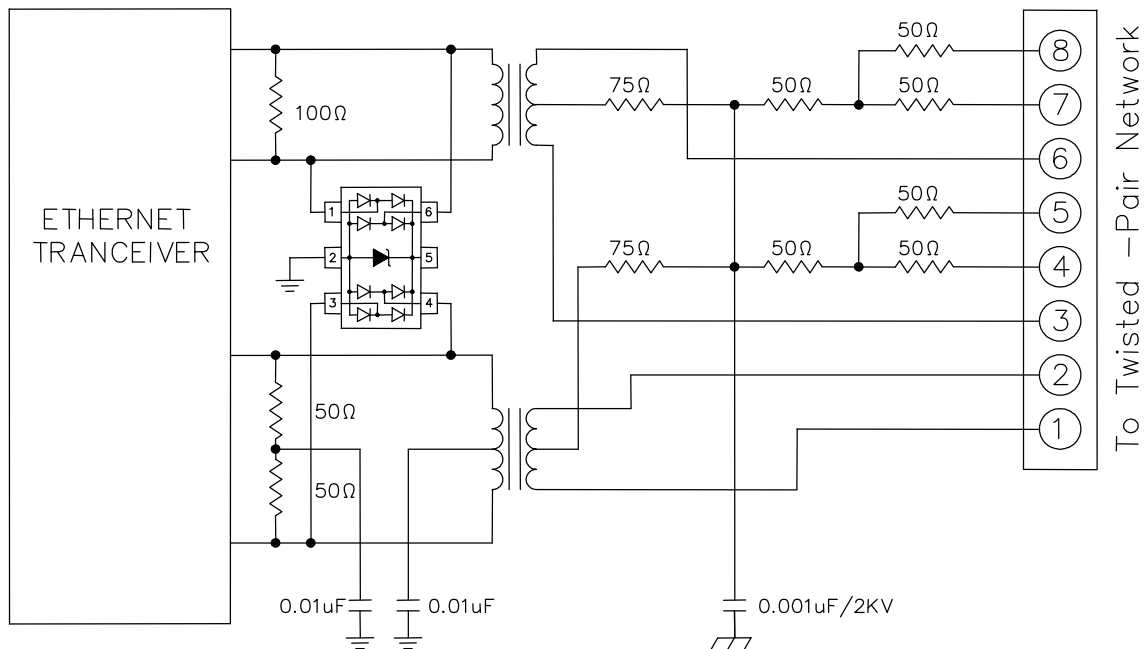 ETHERNET
TRANCEIVER
100Ω
1
6
2
5
3
4
50Ω
50Ω
0.01uF
0.01uF
75Ω
50Ω
50Ω
50Ω
75Ω
50Ω
50Ω
50Ω
0.001uF/2KV
8
7
6
5
4
3
2
1
To Twisted -Pair Network